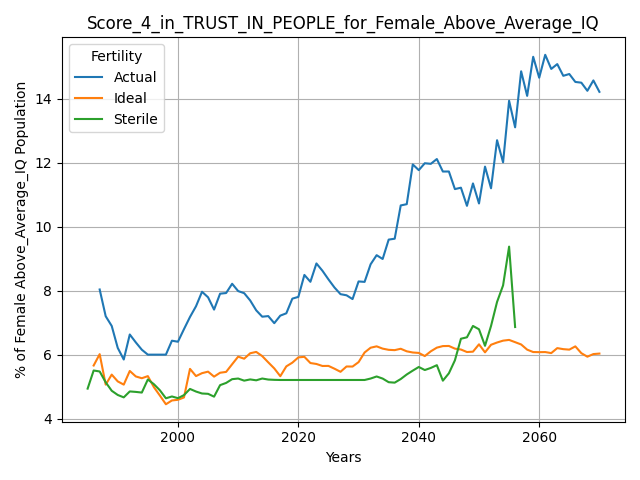 Score_4_in_TRUST_IN_PEOPLE_for_Female_Above_Average_IQ
Fertility
Actual
Ideal
Sterile
% of Female Above_Average_IQ Population
14
12
10
8
6
4
2000 2020 2040 2060
Years